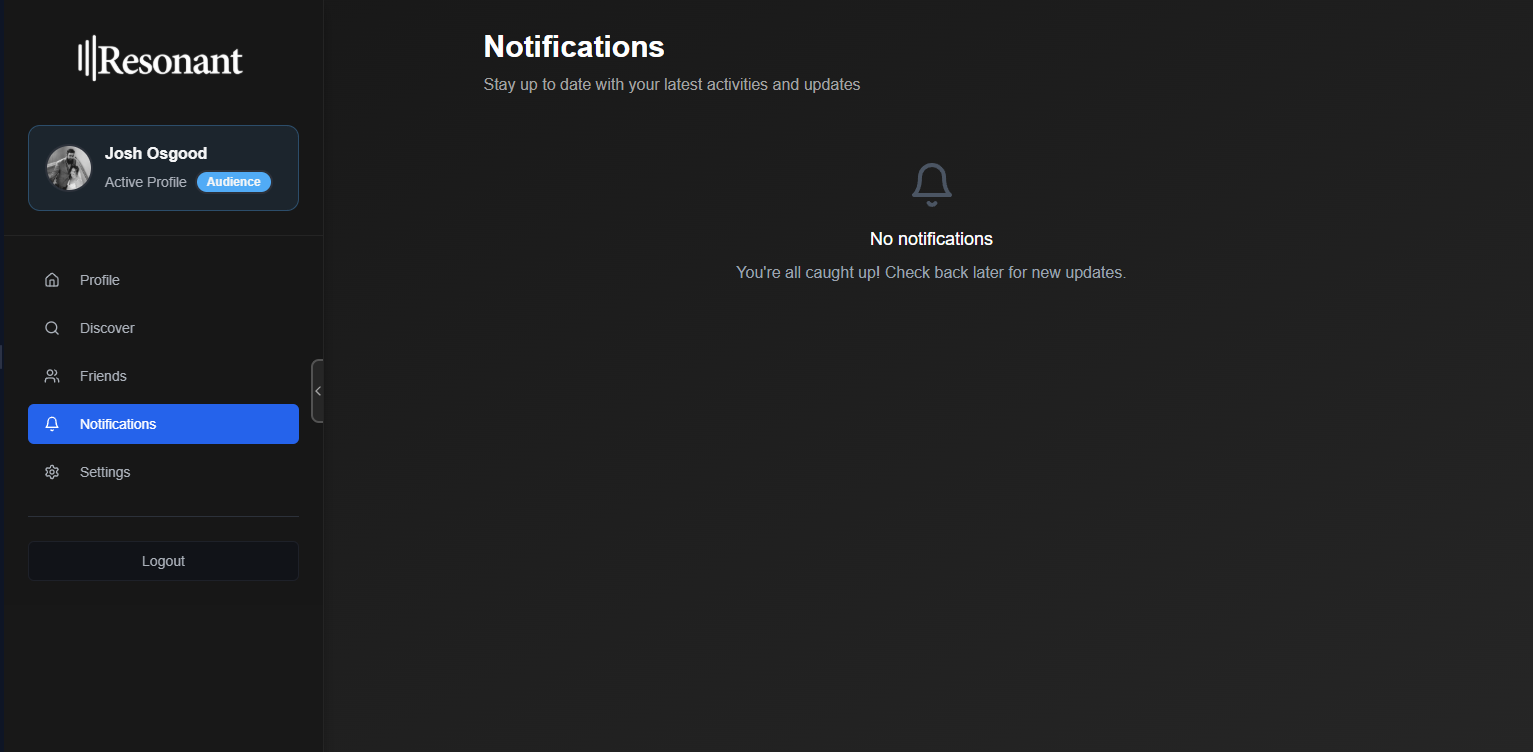 Resonant
Josh Osgood
Active Profile Audience
Profile
Discover
Friends
Notifications
Settings
Logout
Notifications
Stay up to date with your latest activities and updates
No notifications
You're all caught up! Check back later for new updates.